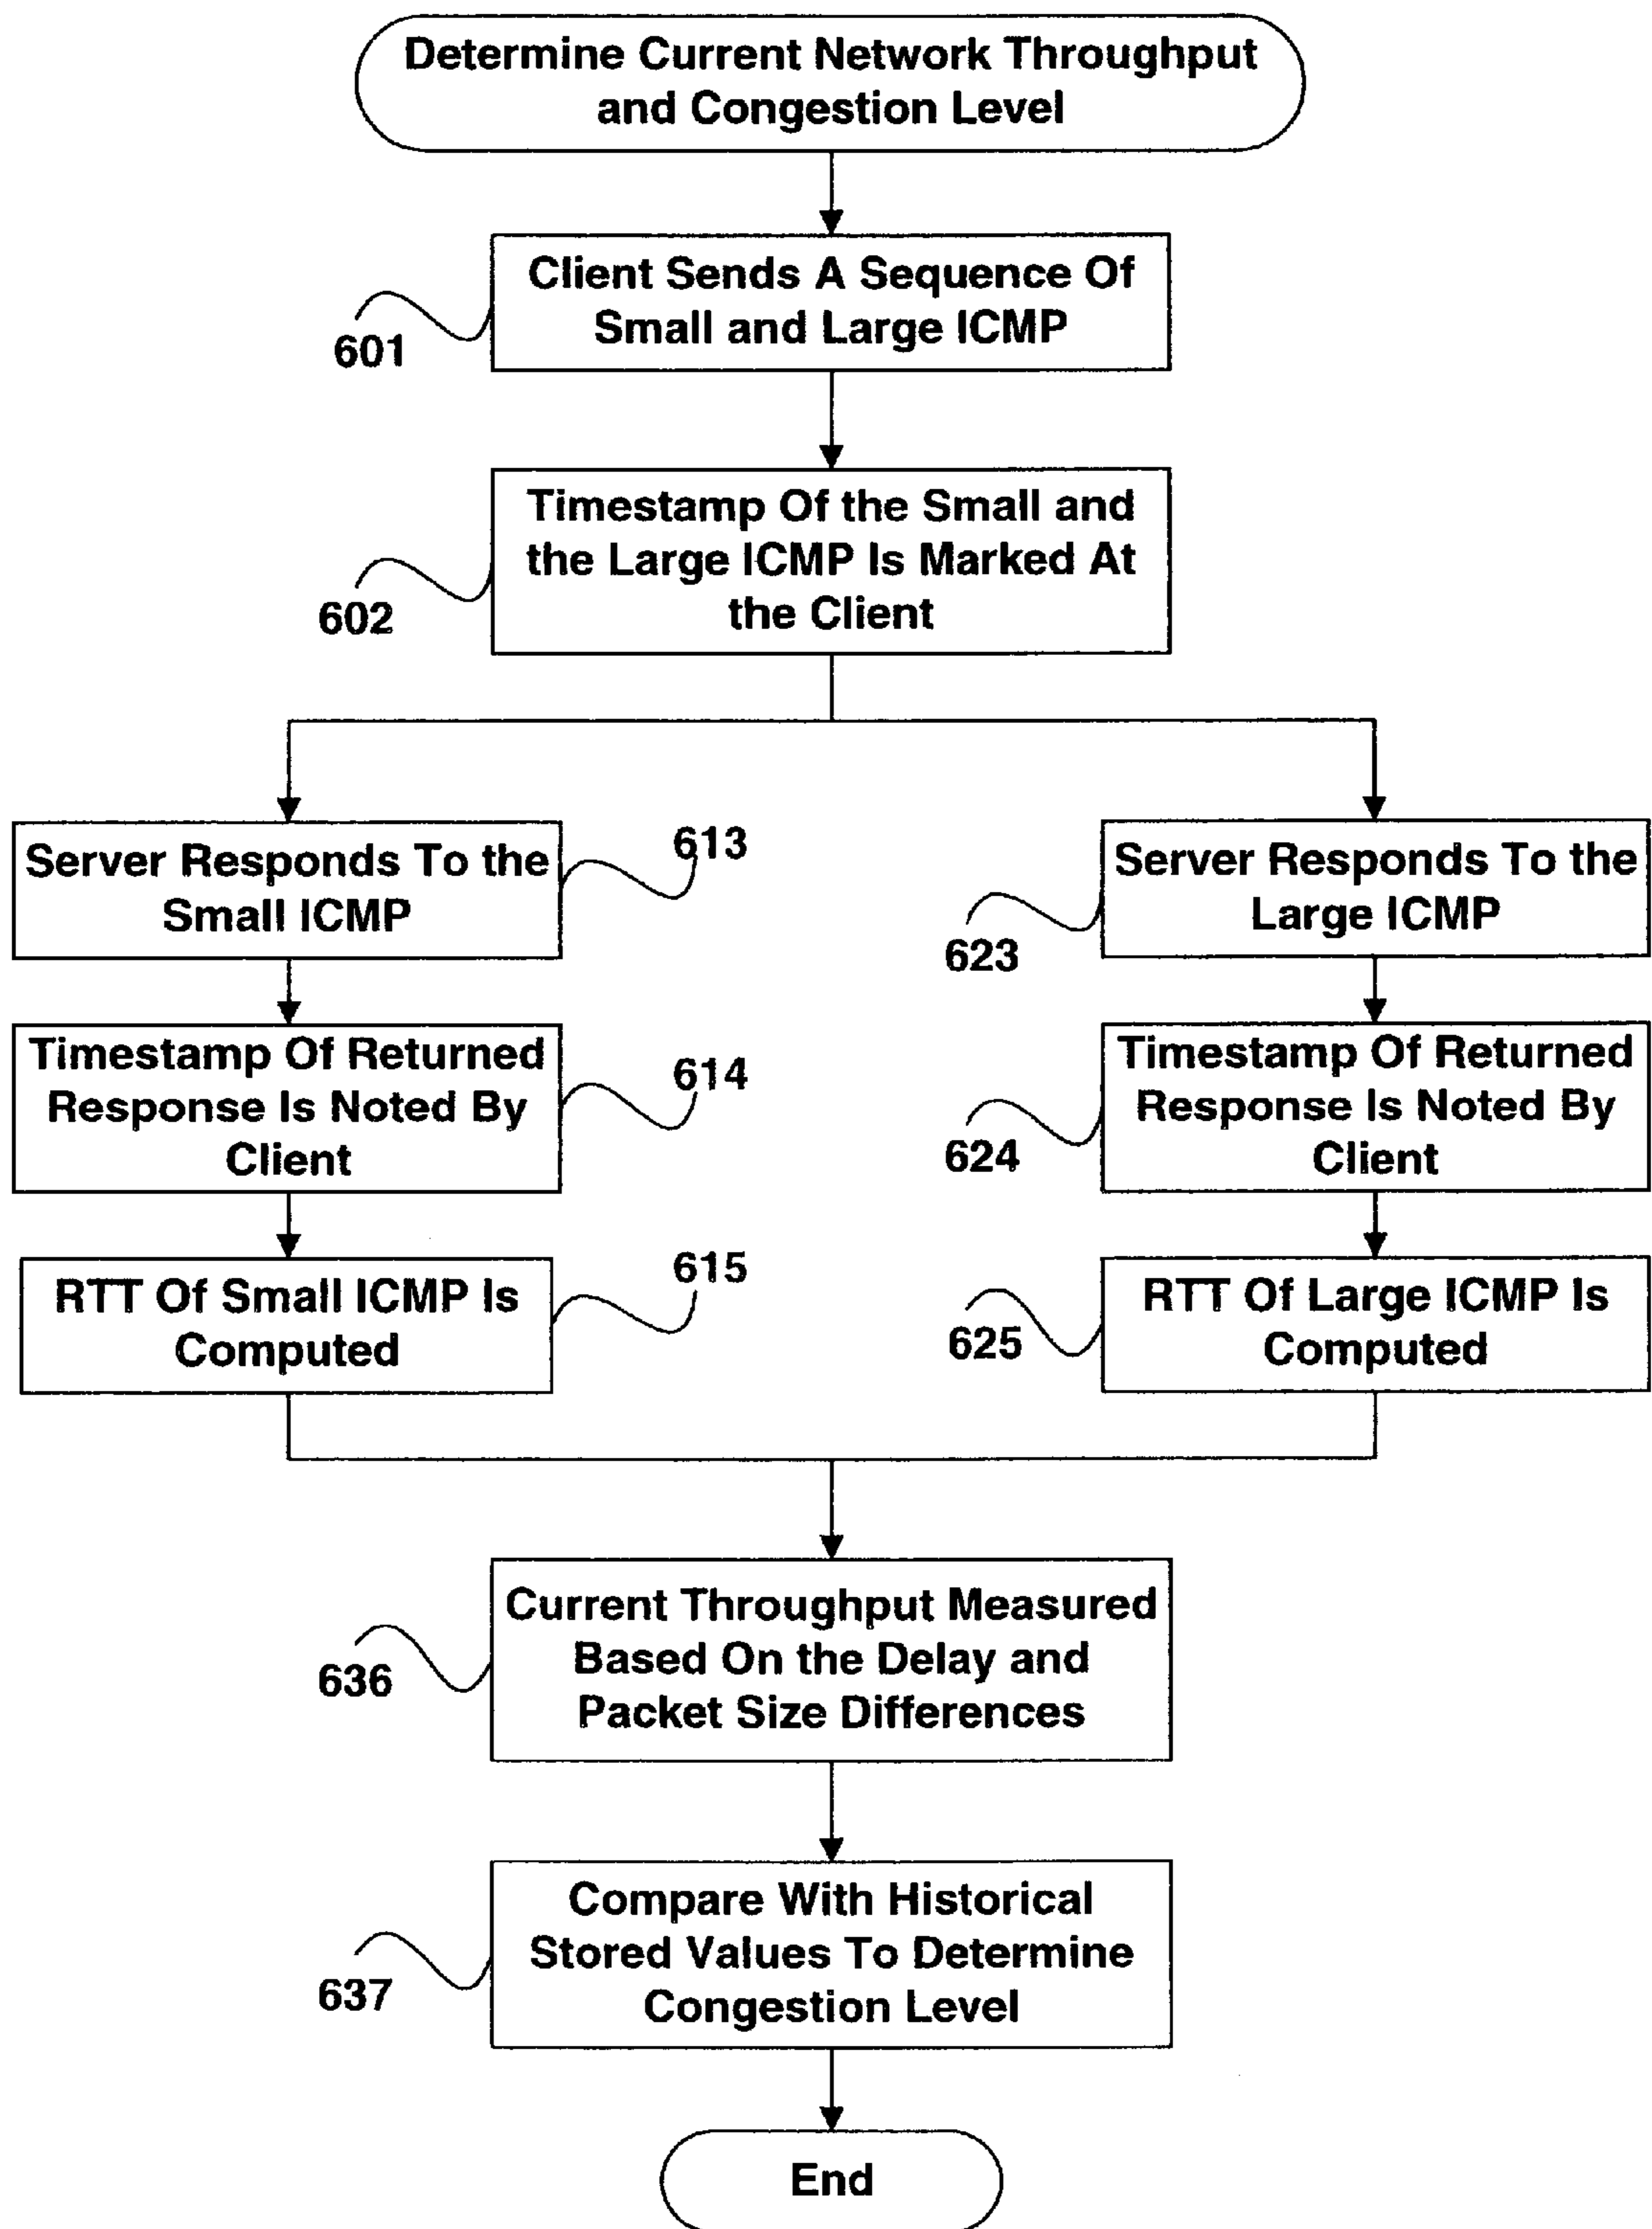 Determine Current Network Throughput
and Congestion Level
Client Sends A Sequence Of
Small and Large ICMP
601
Timestamp Of the Small and
the Large ICMP Is Marked At
the Client
602
Server Responds To the
Small ICMP
613
Server Responds To the
Large ICMP
623
Timestamp Of Returned
Response Is Noted By
Client
614
Timestamp Of Returned
Response Is Noted By
Client
624
RTT Of Small ICMP Is
Computed
615
RTT Of Large ICMP Is
Computed
625
Current Throughput Measured
Based On the Delay and
Packet Size Differences
636
Compare With Historical
Stored Values To Determine
Congestion Level
637
End